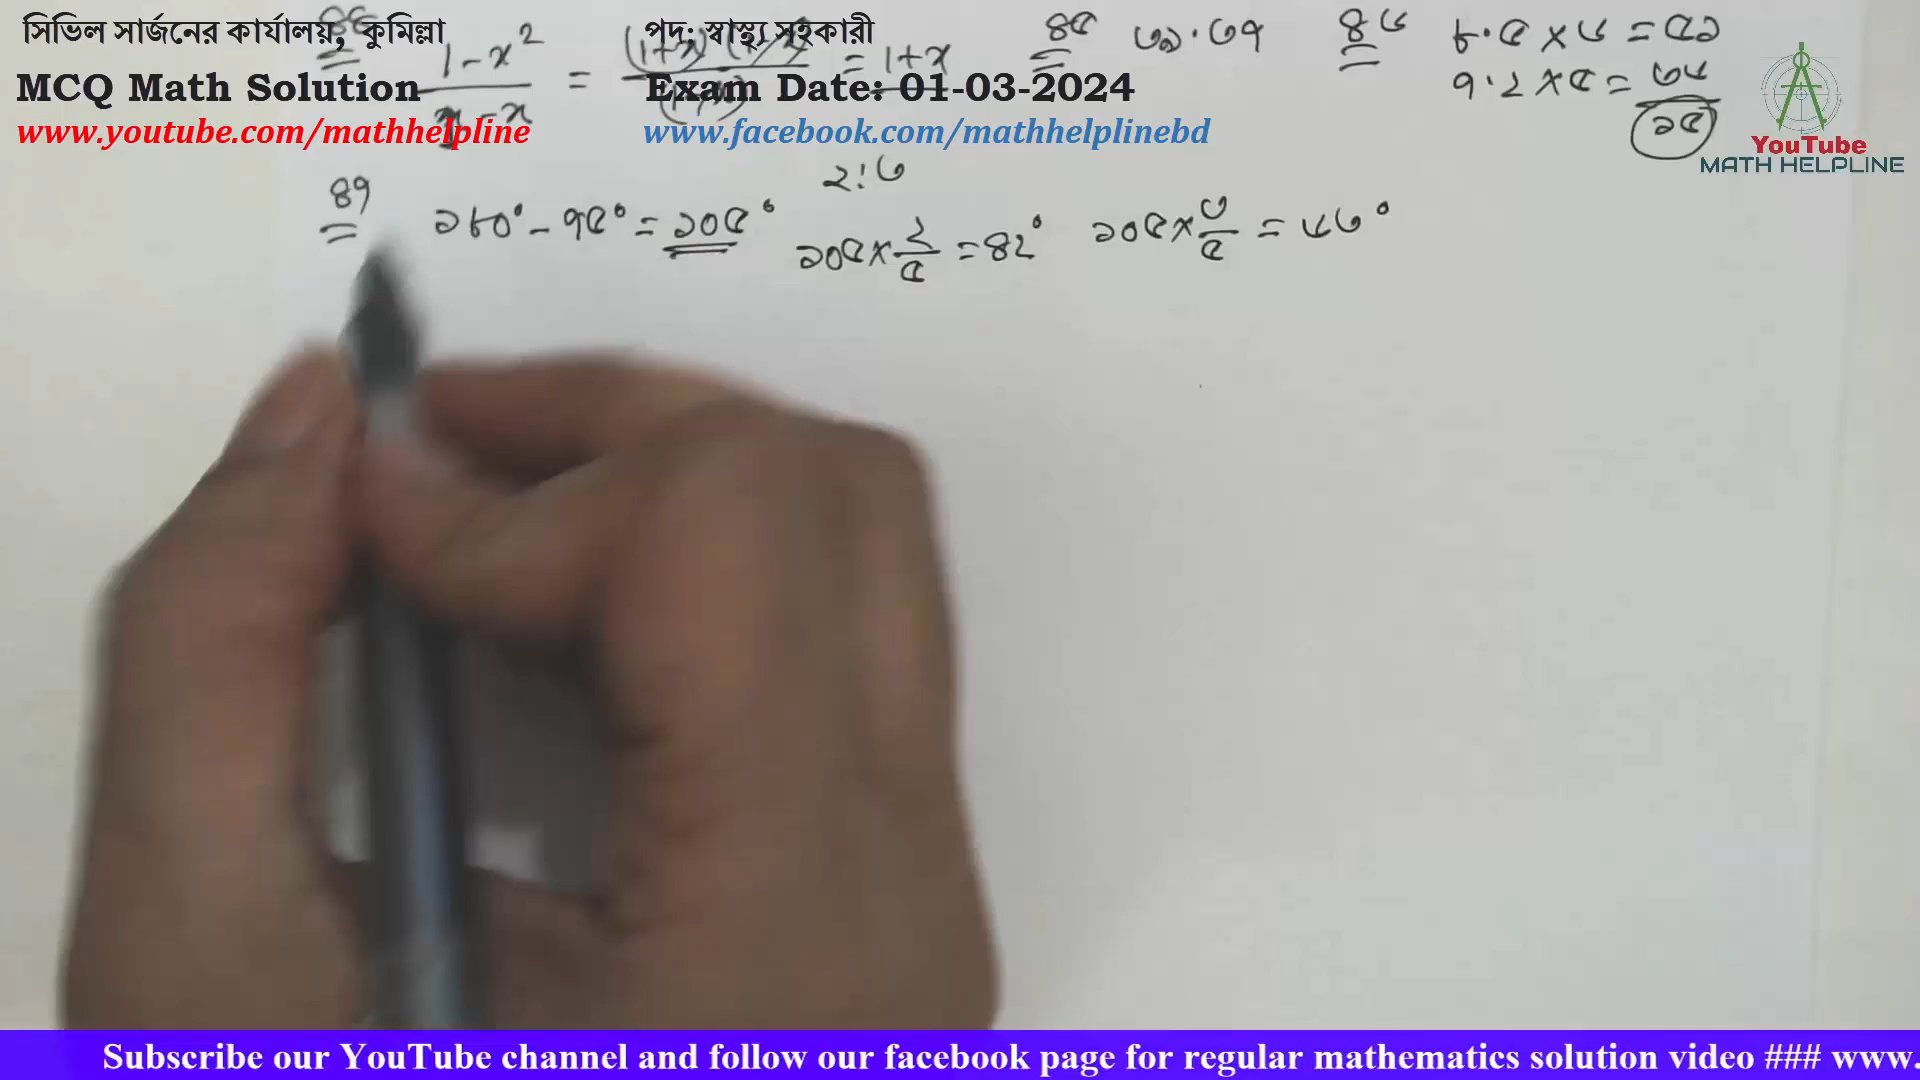 সিভিল সার্জনের কার্যালয়, কুমিল্লা
পদ: স্বাস্থ্য সহকারী
MCQ Math Solution
Exam Date: 01-03-2024
www.youtube.com/mathhelpline
www.facebook.com/mathhelplinebd
1-x²
= 1+x
৪৫ ৩১.৩৭
৪৬ ৮.৫ × ৬ = ৫১
৭.২ × ৫ = ৩৬
১৫
YouTube
MATH HELPLINE
২:৩
৪৭ ১৮০° - ৭৫° = ১০৫°
১০৫ × ২/৫ = ৪২°
১০৫ × ৩/৫ = ৬৩°
Subscribe our YouTube channel and follow our facebook page for regular mathematics solution video ### www.